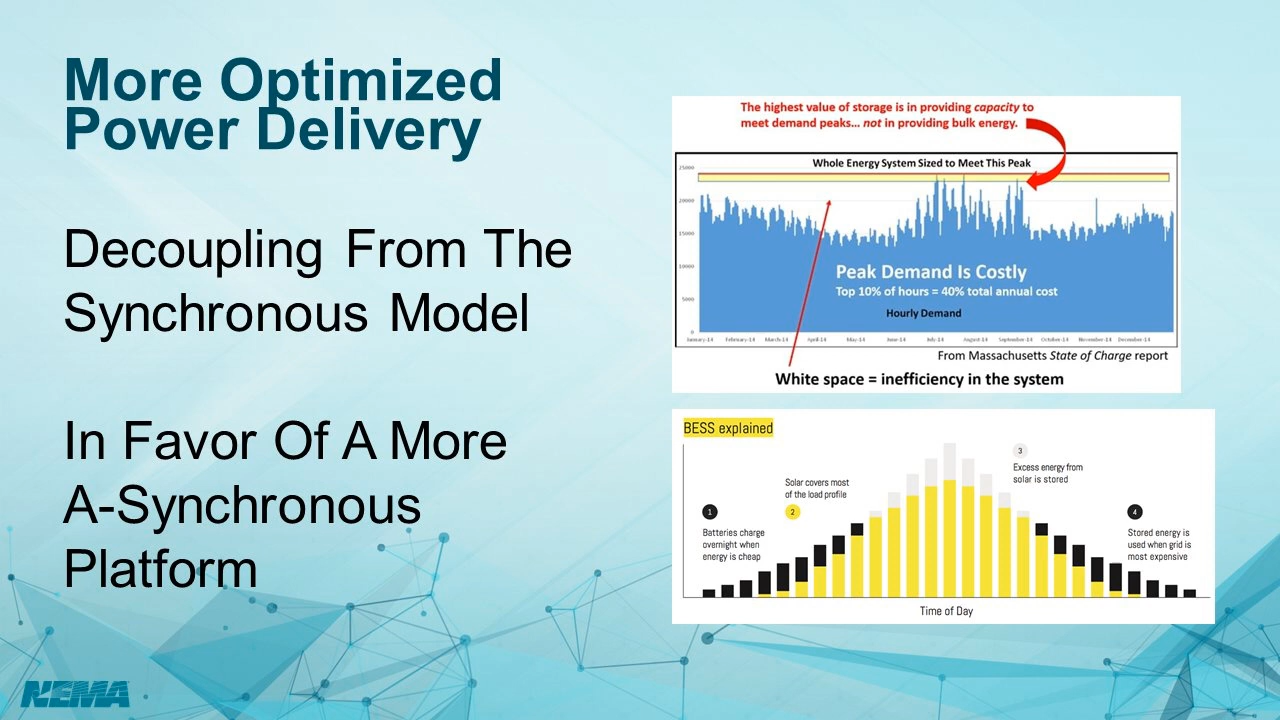 More Optimized
Power Delivery
Decoupling From The
Synchronous Model
In Favor Of A More
A-Synchronous
Platform
The highest value of storage is in providing capacity to
meet demand peaks... not in providing bulk energy.
Whole Energy System Sized to Meet This Peak
25000
20000
15000
10000
5000
0
Peak Demand Is Costly
Top 10% of hours = 40% total annual cost
Hourly Demand
January-14 February-14 March-14 April-14 May-14 June-14 July-14 August-14 September-14 October-14 November-14 December-14
From Massachusetts State of Charge report
White space = inefficiency in the system
BESS explained
1
Batteries charge
overnight when
energy is cheap
Solar covers most
of the load profile
2
3
Excess energy from
solar is stored
4
Stored energy is
used when grid is
most expensive
Time of Day
NEMA